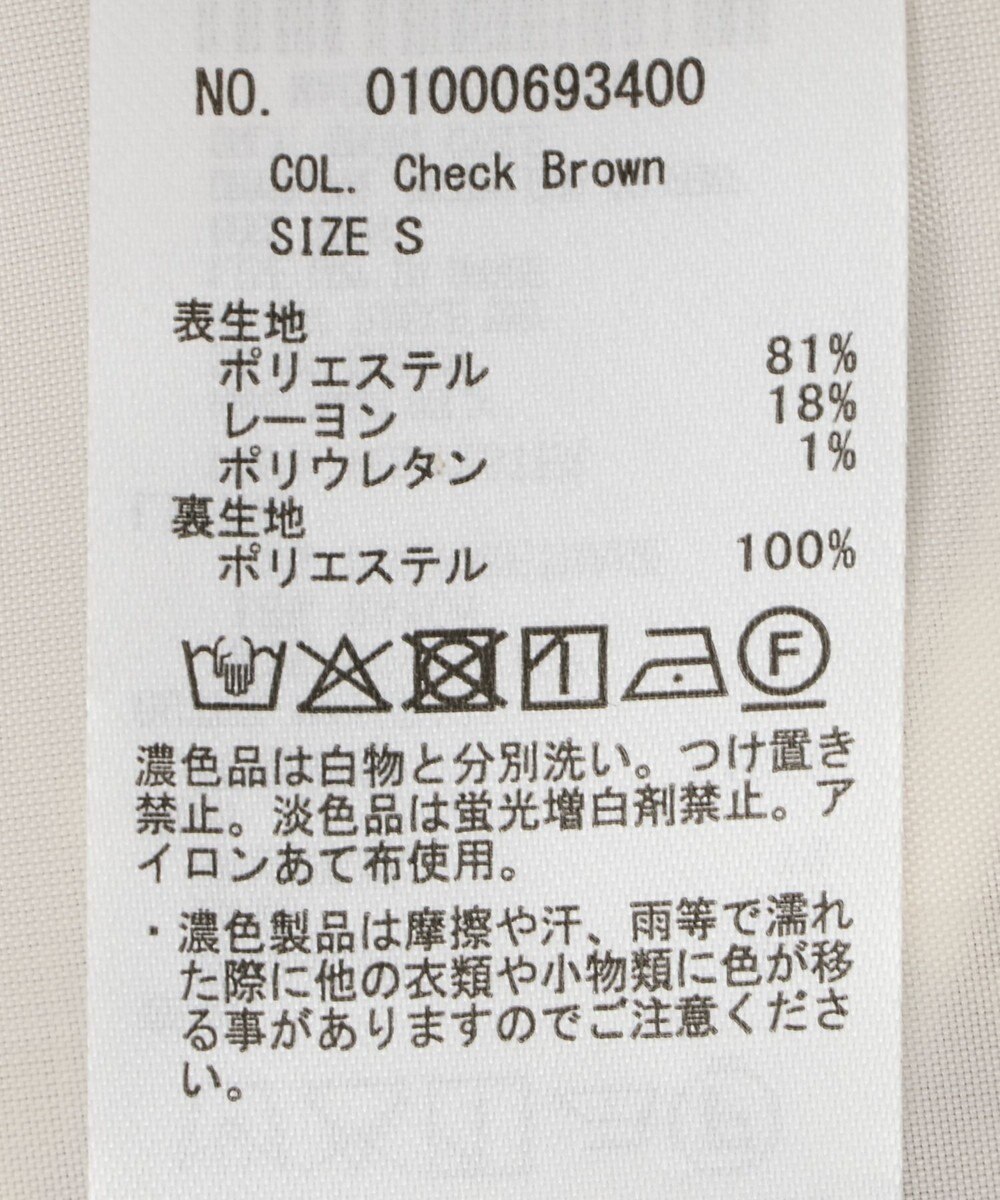 NO. 01000693400
COL. Check Brown
SIZE S
表生地
ポリエステル 81%
レーヨン 18%
ポリウレタン 1%
裏生地
ポリエステル 100%
F
濃色品は白物と分別洗い。つけ置き
禁止。淡色品は蛍光増白剤禁止。ア
イロンあて布使用。
・濃色製品は摩擦や汗、雨等で濡れ
た際に他の衣類や小物類に色が移
る事がありますのでご注意くださ
い。